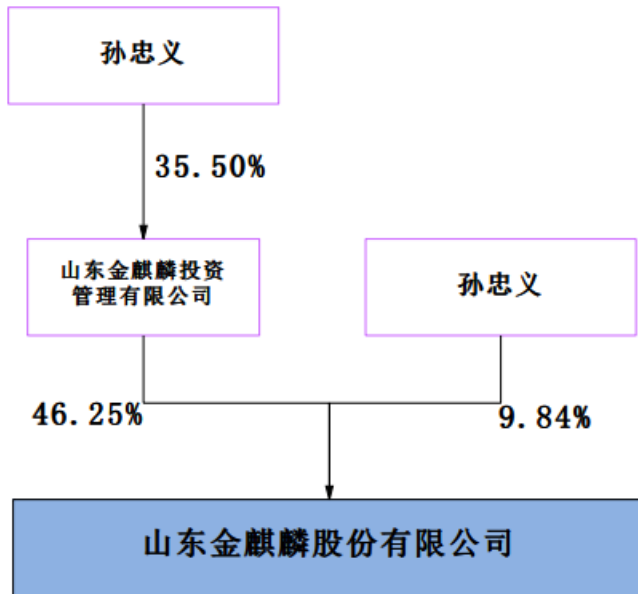 孙忠义
35.50%
山东金麒麟投资
管理有限公司
孙忠义
46.25%
9.84%
山东金麒麟股份有限公司